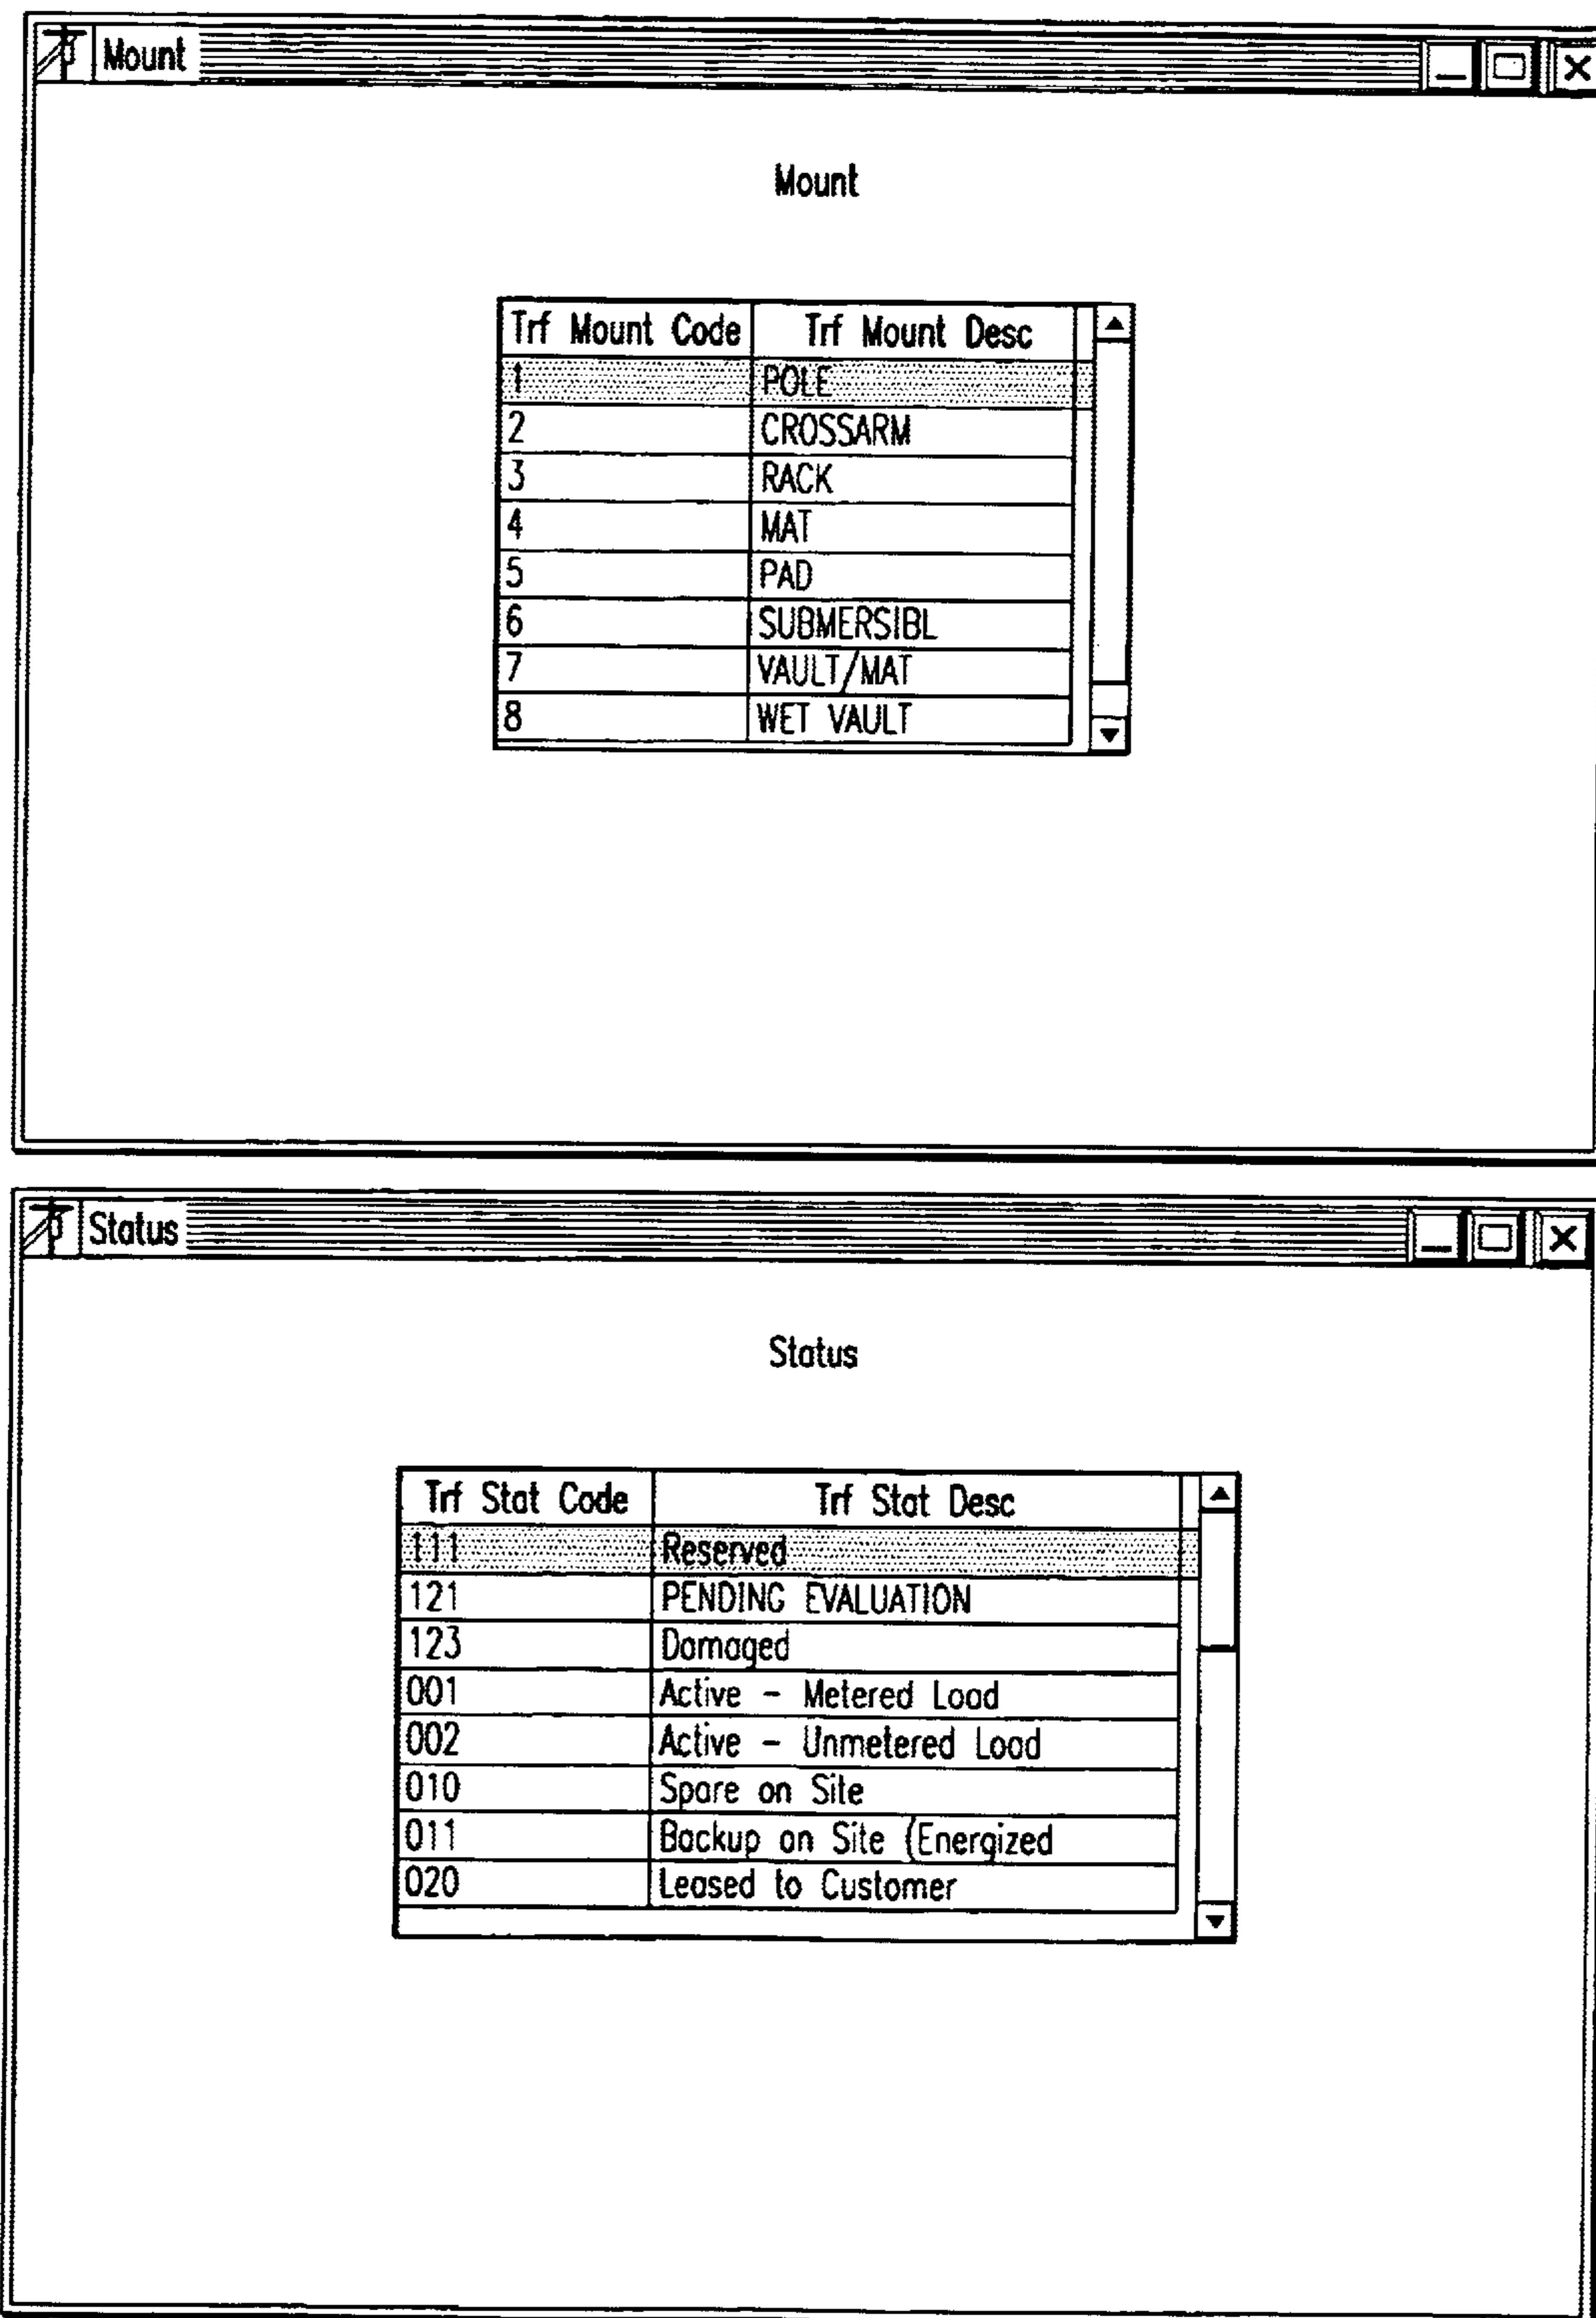 Mount
Mount
Trf Mount Code Trf Mount Desc
1 POLE
2 CROSSARM
3 RACK
4 MAT
5 PAD
6 SUBMERSIBL
7 VAULT/MAT
8 WET VAULT
Status
Status
Trf Stat Code Trf Stat Desc
111 Reserved
121 PENDING EVALUATION
123 Damaged
001 Active - Metered Load
002 Active - Unmetered Load
010 Spare on Site
011 Backup on Site (Energized
020 Leased to Customer